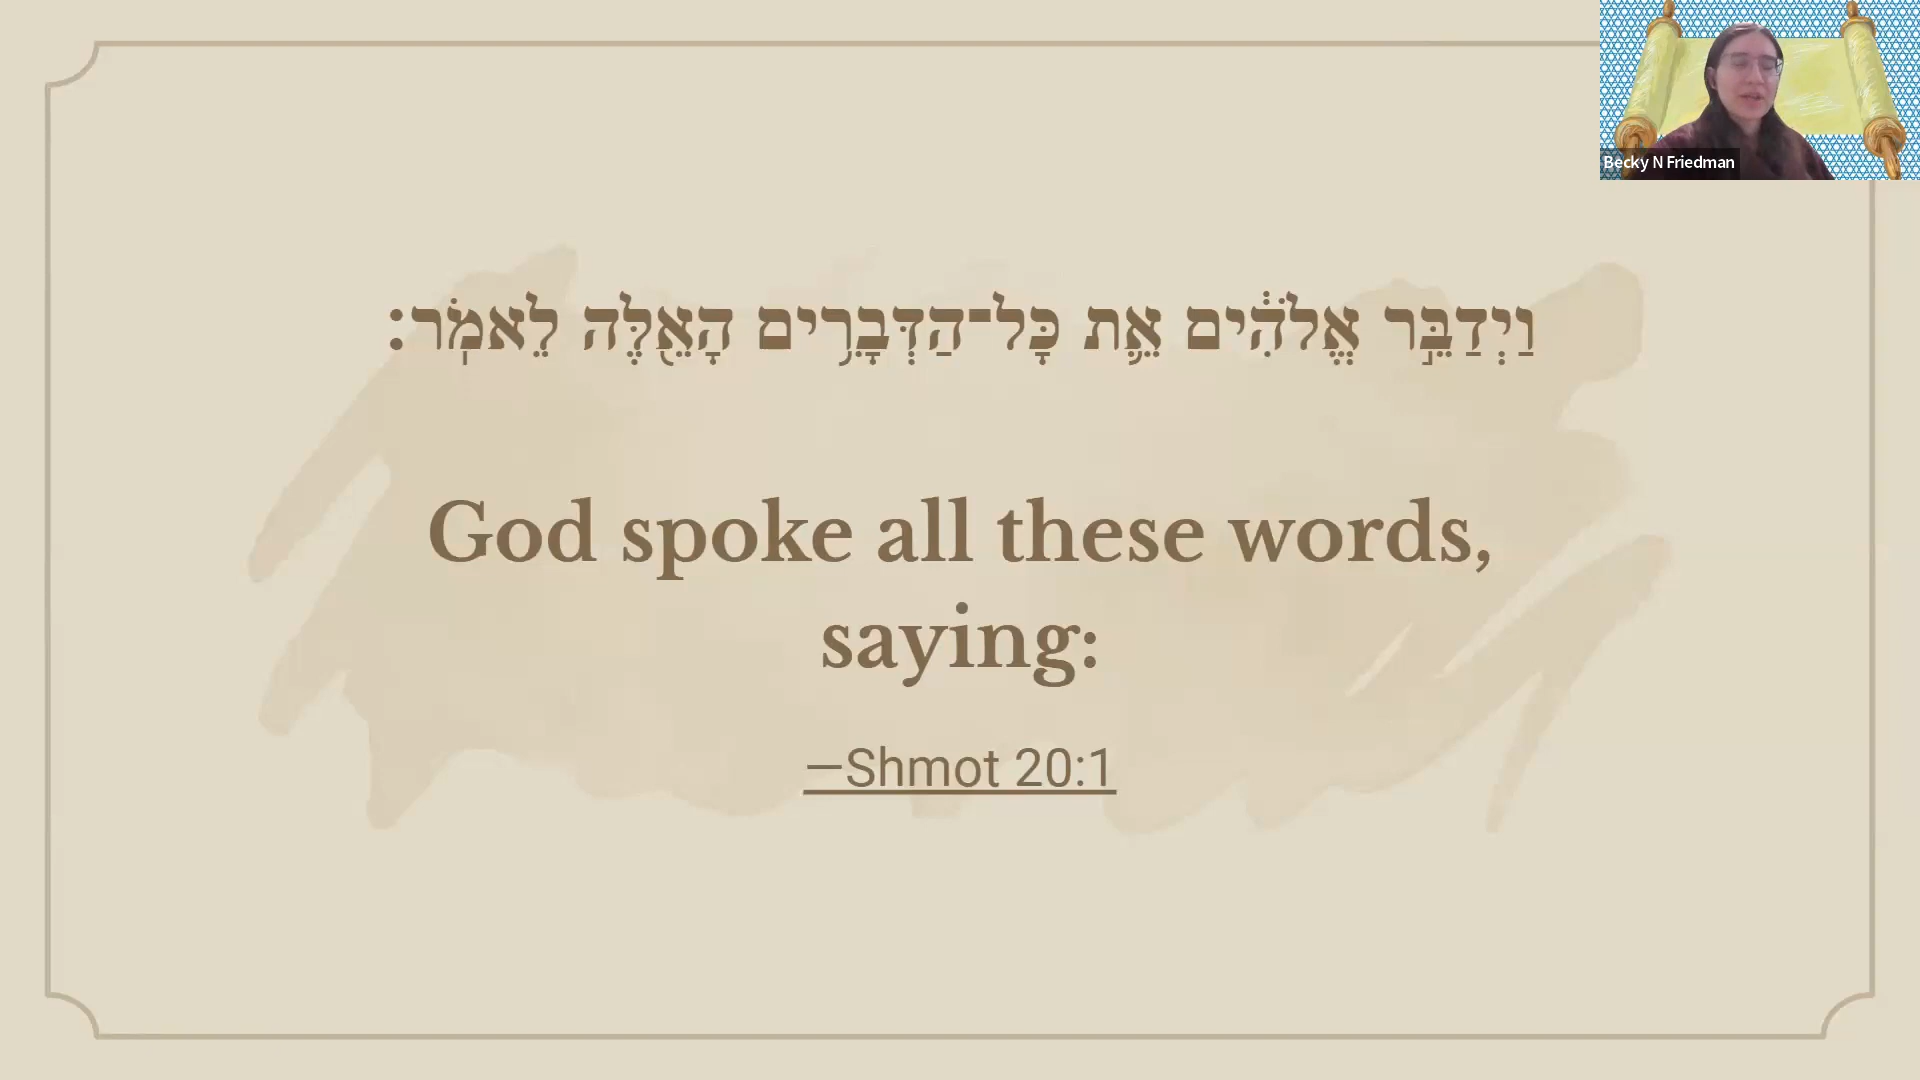 Becky N Friedman
וַיְדַבֵּ֣ר אֱלֹהִ֔ים אֵ֛ת כׇּל־הַדְּבָרִ֥ים הָאֵ֖לֶּה לֵאמֹֽר׃
God spoke all these words,
saying:
—Shmot 20:1